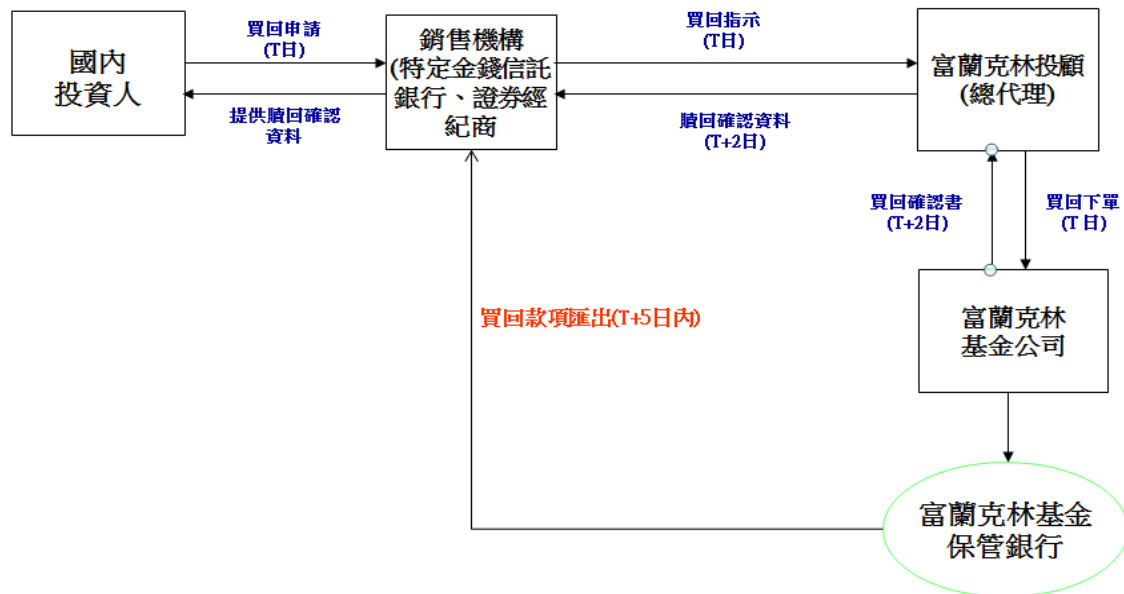 國內
投資人
買回申請
(T日)
提供贖回確認
資料
銷售機構
(特定金錢信託
銀行、證券經
紀商
買回指示
(T日)
贖回確認資料
(T+2日)
富蘭克林投顧
(總代理)
買回確認書
(T+2日)
買回下單
(T 日)
富蘭克林
基金公司
買回款項匯出(T+5日內)
富蘭克林基金
保管銀行